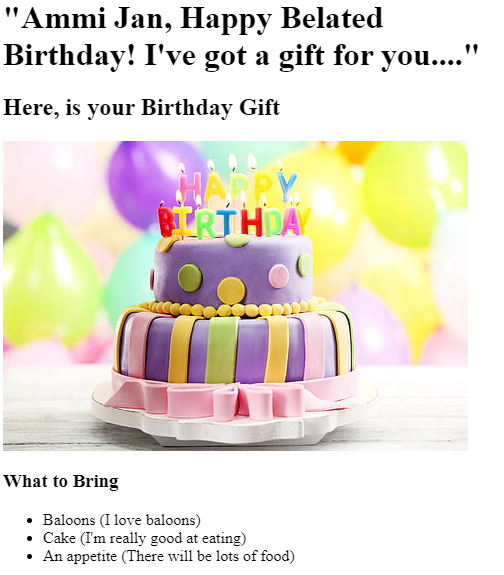 "Ammi Jan, Happy Belated
Birthday! I've got a gift for you...."
Here, is your Birthday Gift
HAPPY
BIRTHDAY
What to Bring
Baloons (I love baloons)
Cake (I'm really good at eating)
An appetite (There will be lots of food)